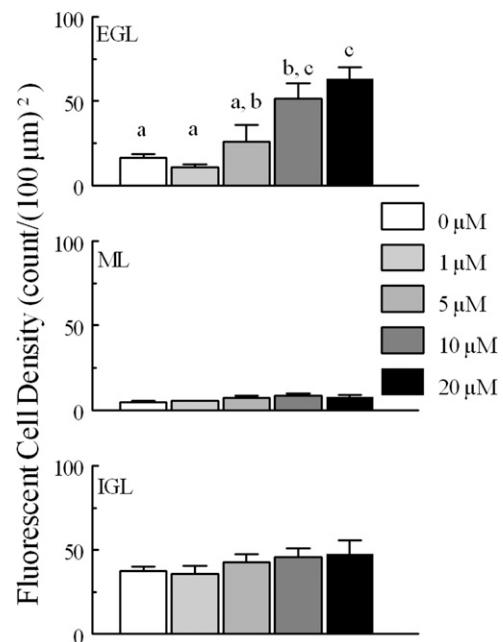 Fluorescent Cell Density (count/(100 µm) ²
100
EGL
50
0
a
a
a, b
b, c
c
0 µM
1 µM
5 µM
10 µM
20 µM
100
ML
50
0
100
IGL
50
0